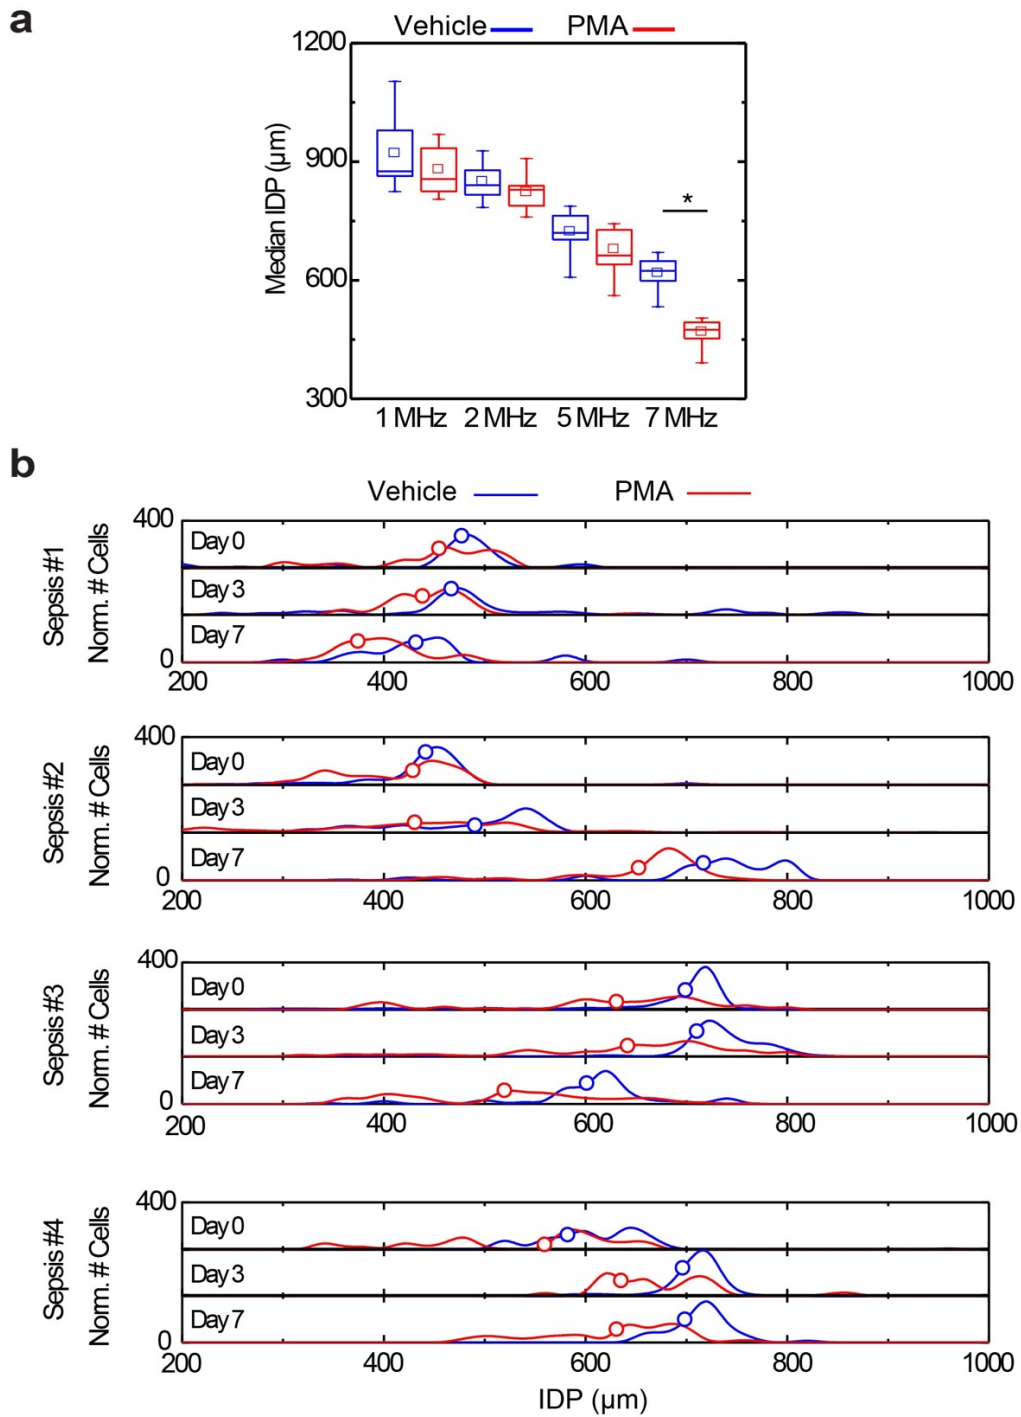 a
Vehicle PMA
1200
900
600
300
Median IDP (µm)
*
1 MHz 2 MHz 5 MHz 7 MHz
b
Vehicle PMA
Sepsis #1
Norm. # Cells
400
Day 0
Day 3
Day 7
0
200 400 600 800 1000
Sepsis #2
Norm. # Cells
400
Day 0
Day 3
Day 7
0
200 400 600 800 1000
Sepsis #3
Norm. # Cells
400
Day 0
Day 3
Day 7
0
200 400 600 800 1000
Sepsis #4
Norm. # Cells
400
Day 0
Day 3
Day 7
0
200 400 600 800 1000
IDP (µm)